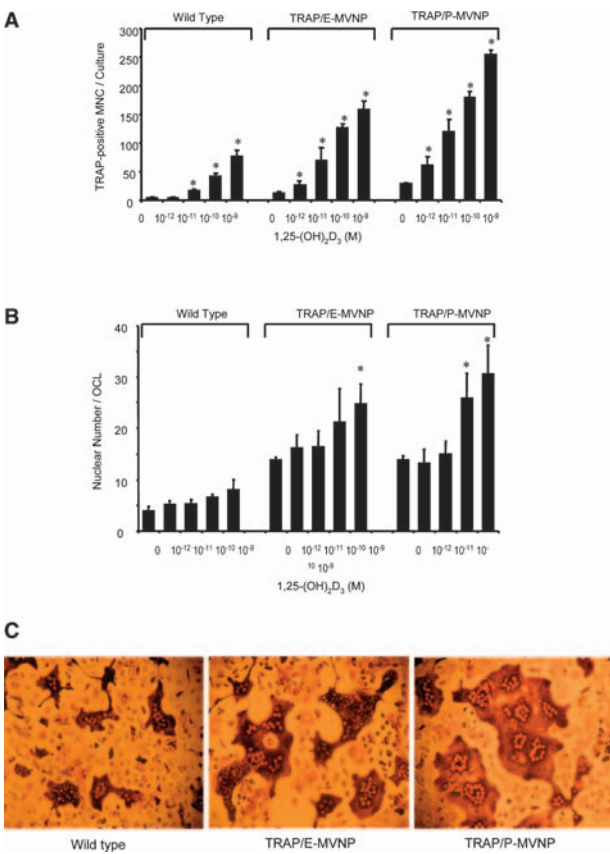 A
Wild Type TRAP/E-MVNP TRAP/P-MVNP
TRAP-positive MNC / Culture
300
250
200
150
100
50
0
0 10⁻¹² 10⁻¹¹ 10⁻¹⁰ 10⁻⁹ 0 10⁻¹² 10⁻¹¹ 10⁻¹⁰ 10⁻⁹ 0 10⁻¹² 10⁻¹¹ 10⁻¹⁰ 10⁻⁹
* * * * * * * * * * *
1,25-(OH)₂D₃ (M)
B
Wild Type TRAP/E-MVNP TRAP/P-MVNP
Nuclear Number / OCL
40
30
20
10
0
* * *
0 10⁻¹² 10⁻¹¹ 10⁻¹⁰ 10⁻⁹ 0 10⁻¹² 10⁻¹¹ 10⁻¹⁰ 10⁻⁹ 0 10⁻¹² 10⁻¹¹ 10⁻
10 10⁻⁹
1,25-(OH)₂D₃ (M)
C
Wild type TRAP/E-MVNP TRAP/P-MVNP